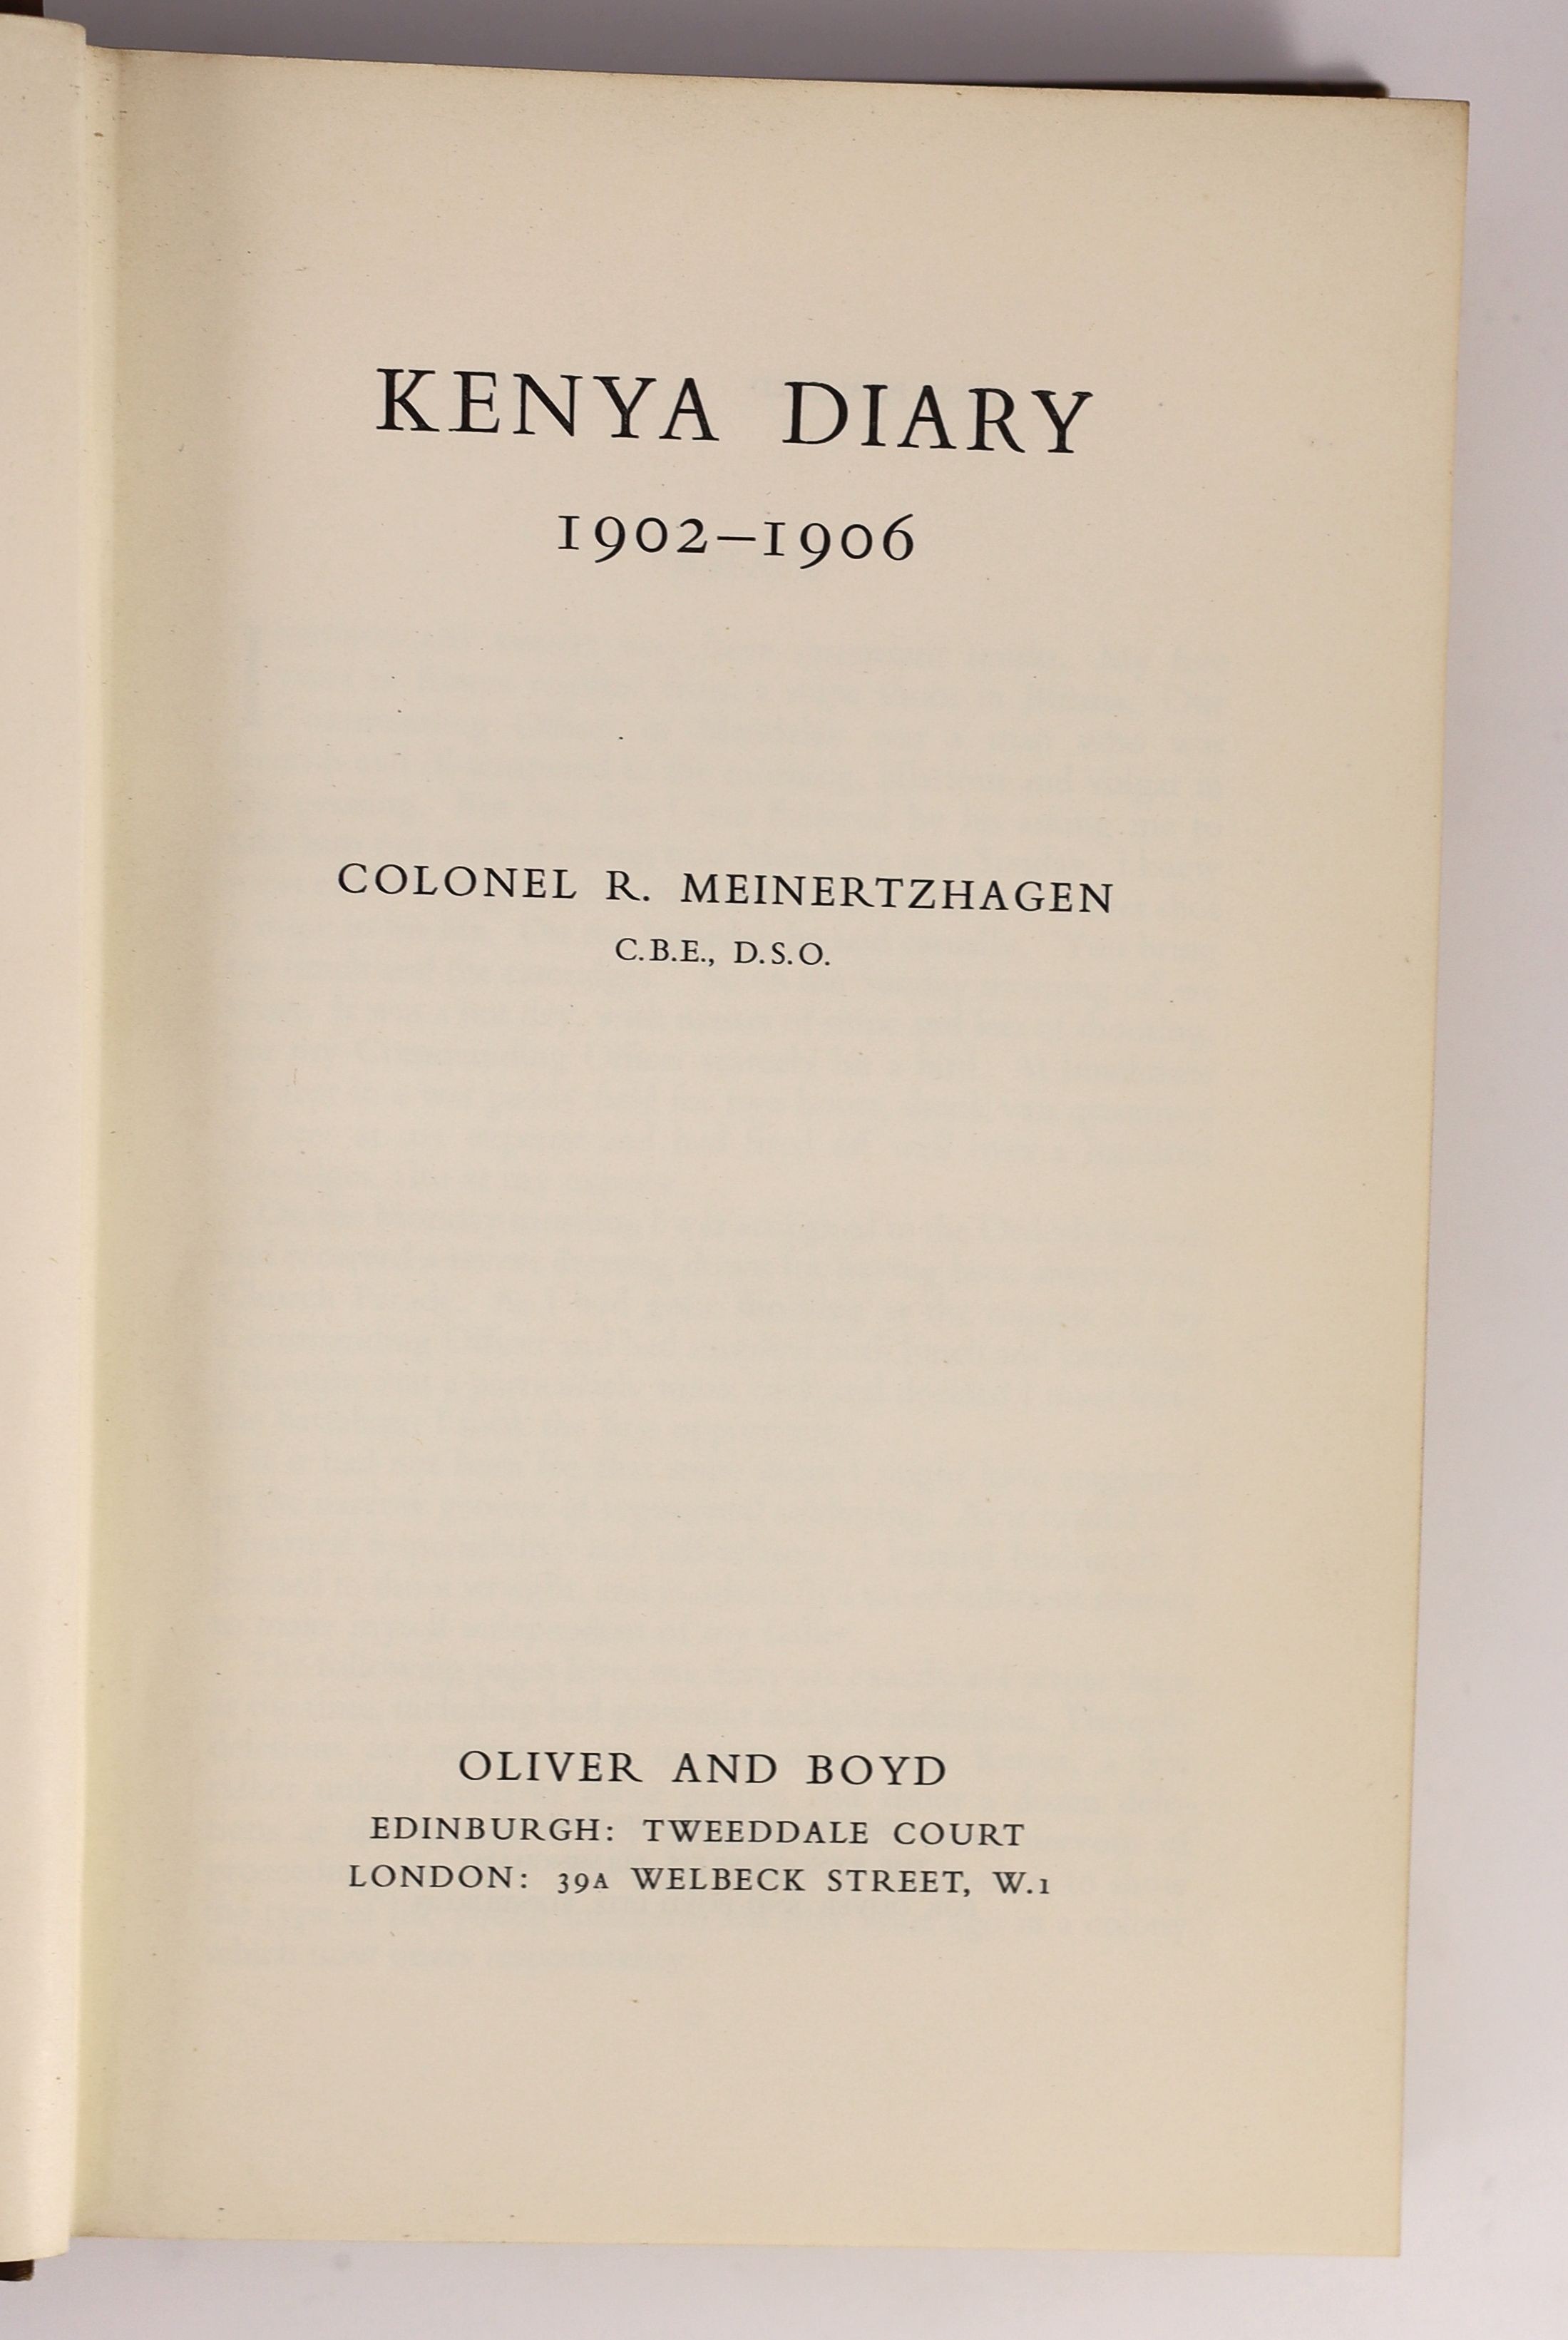 KENYA DIARY
1902–1906
COLONEL R. MEINERTZHAGEN
C.B.E., D.S.O.
OLIVER AND BOYD
EDINBURGH: TWEEDDALE COURT
LONDON: 39A WELBECK STREET, W.1